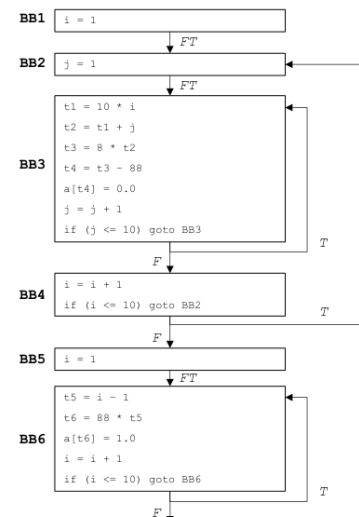 BB1
i = 1
FT
BB2
j = 1
FT
BB3
t1 = 10 * i
t2 = t1 + j
t3 = 8 * t2
t4 = t3 - 88
a[t4] = 0.0
j = j + 1
if (j <= 10) goto BB3
T
F
BB4
i = i + 1
if (i <= 10) goto BB2
T
F
BB5
i = 1
FT
BB6
t5 = i - 1
t6 = 88 * t5
a[t6] = 1.0
i = i + 1
if (i <= 10) goto BB6
T
F